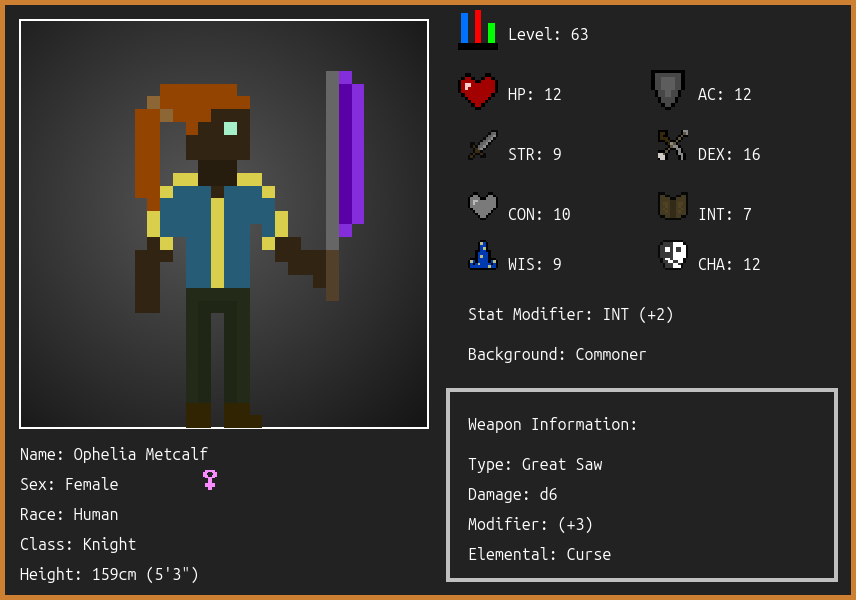 Level: 63
HP: 12
AC: 12
STR: 9
DEX: 16
CON: 10
INT: 7
WIS: 9
CHA: 12
Stat Modifier: INT (+2)
Background: Commoner
Weapon Information:
Type: Great Saw
Damage: d6
Modifier: (+3)
Elemental: Curse
Name: Ophelia Metcalf
Sex: Female
Race: Human
Class: Knight
Height: 159cm (5'3")